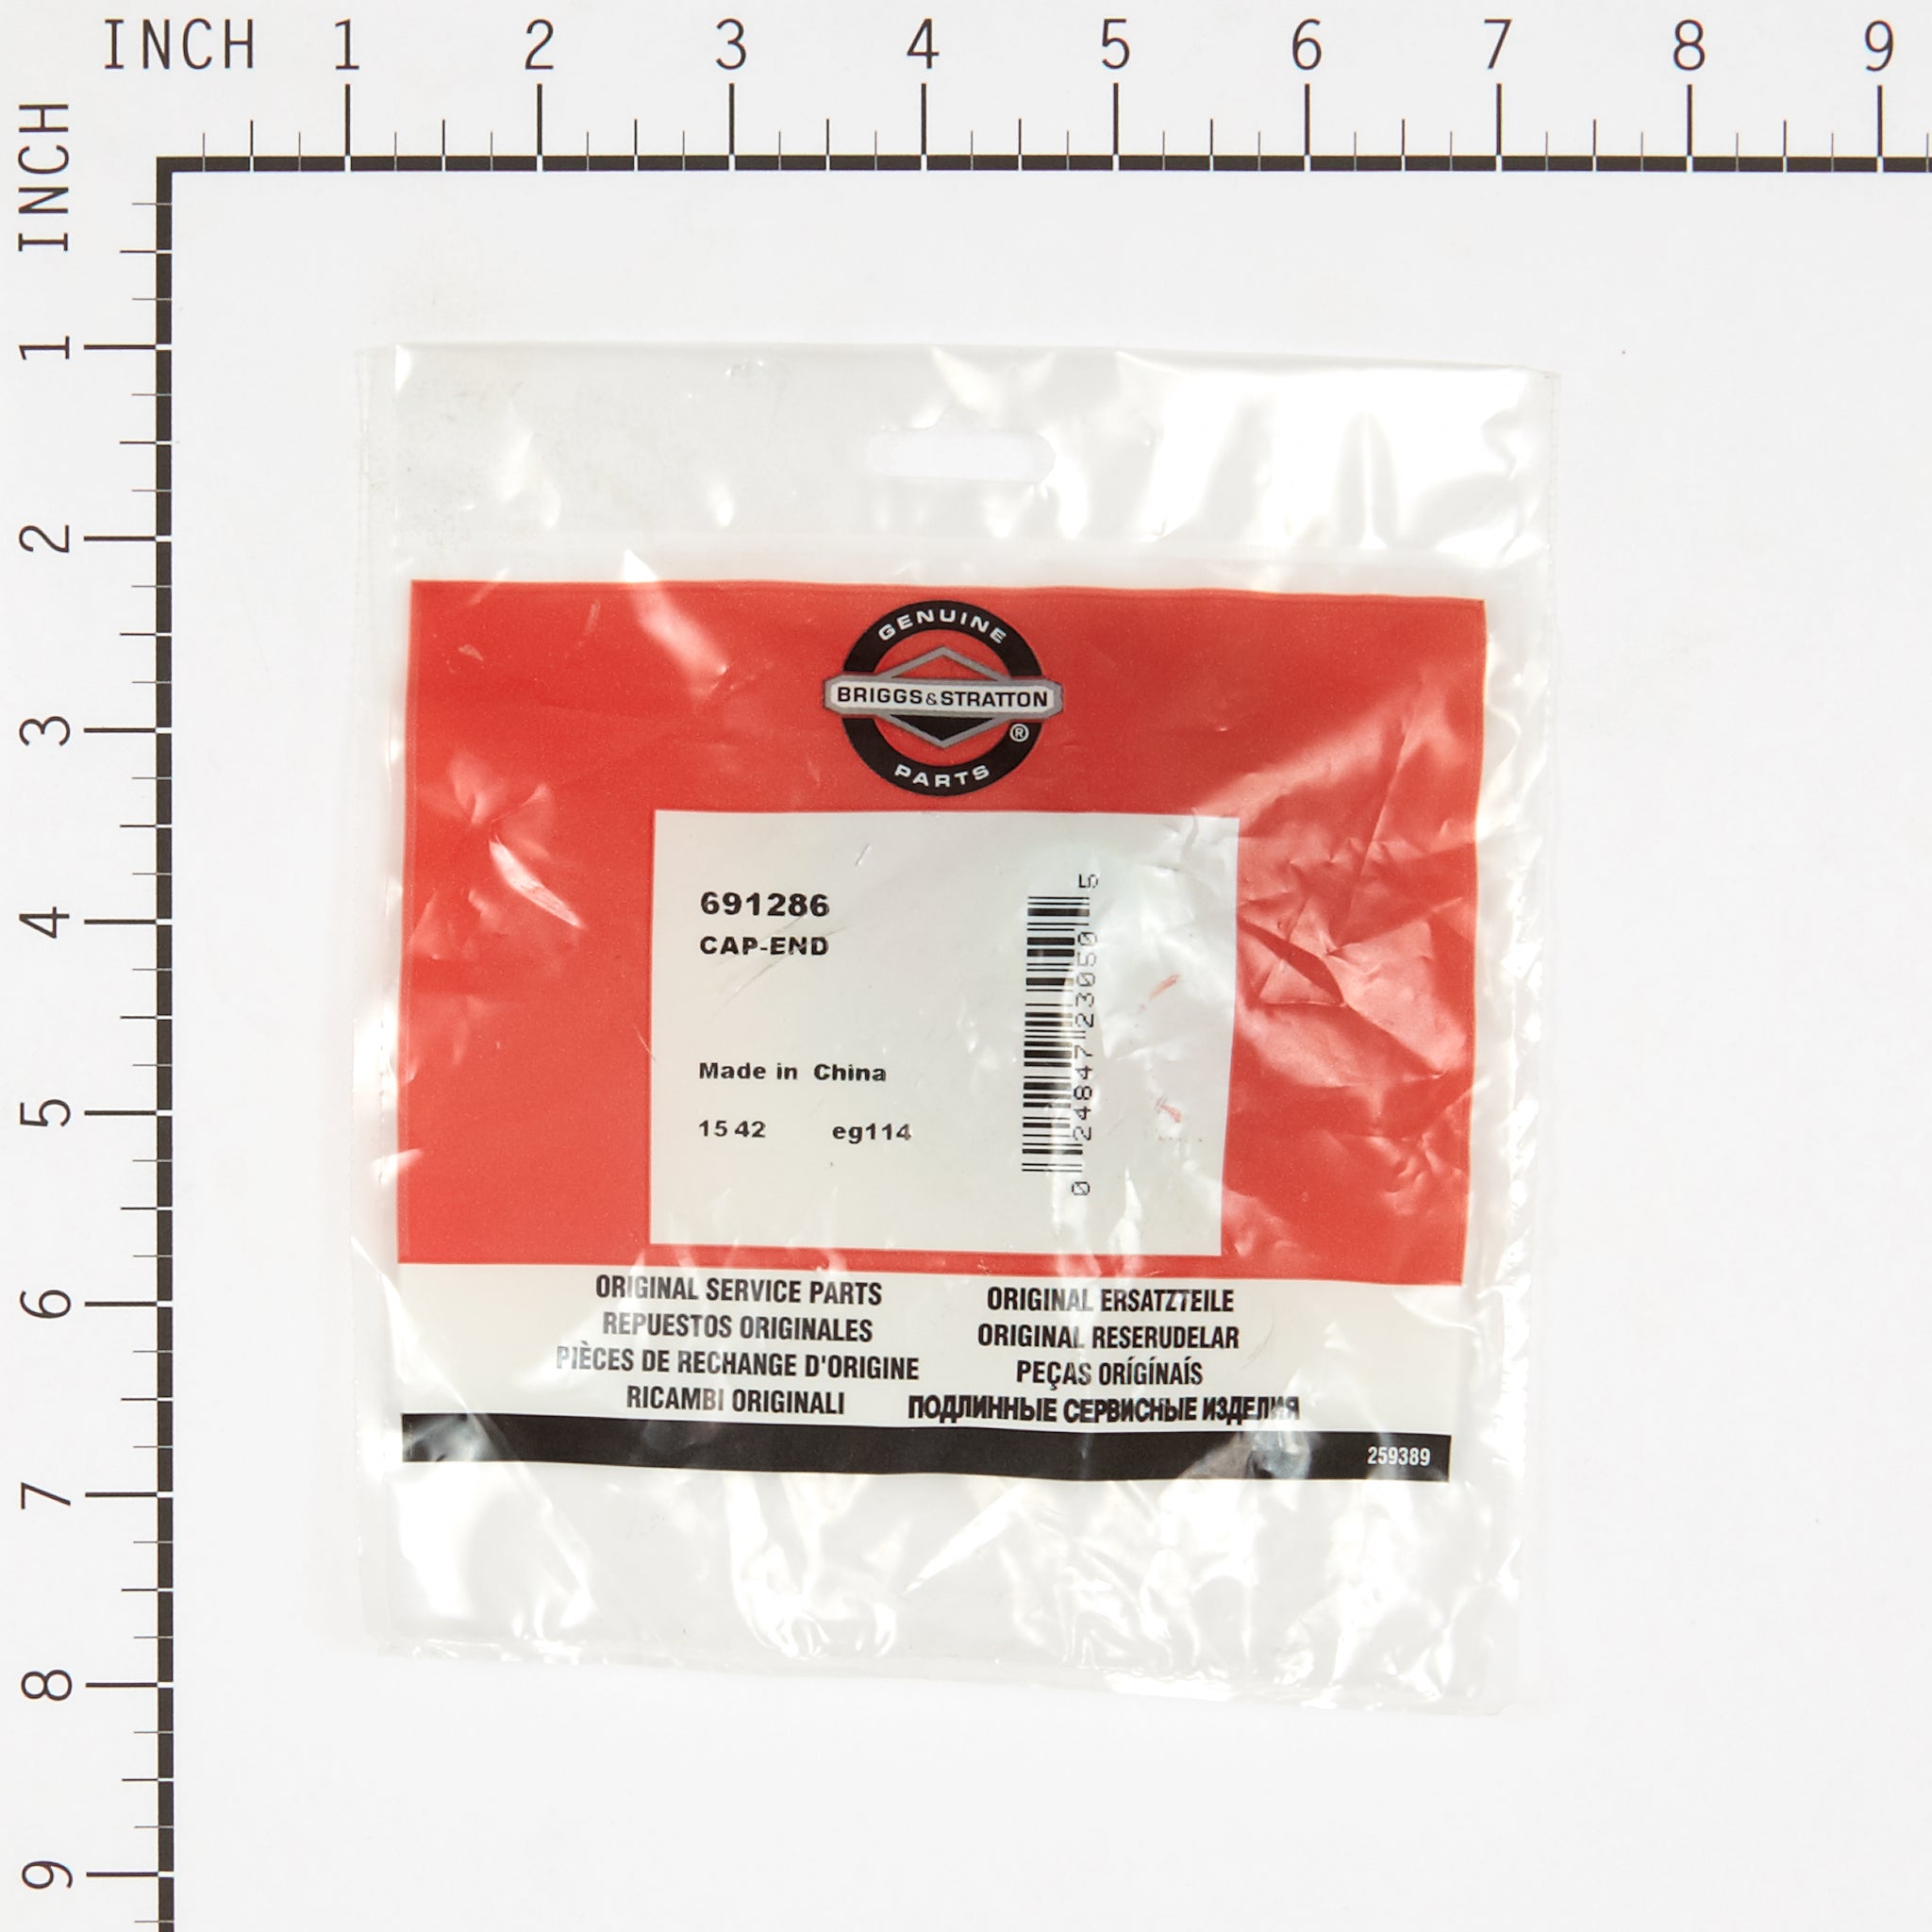 INCH 1 2 3 4 5 6 7 8 9
INCH
1
2
3
4
5
6
7
8
9
GENUINE
BRIGGS&STRATTON
®
PARTS
691286
CAP-END
Made in China
15 42 eg114
0 24847 23050 5
ORIGINAL SERVICE PARTS
REPUESTOS ORIGINALES
PIÈCES DE RECHANGE D'ORIGINE
RICAMBI ORIGINALI
ORIGINAL ERSATZTEILE
ORIGINAL RESERUDELAR
PEÇAS ORÍGÍNAÍS
ПОДЛИННЫЕ СЕРВИСНЫЕ ИЗДЕЛИЯ
259389